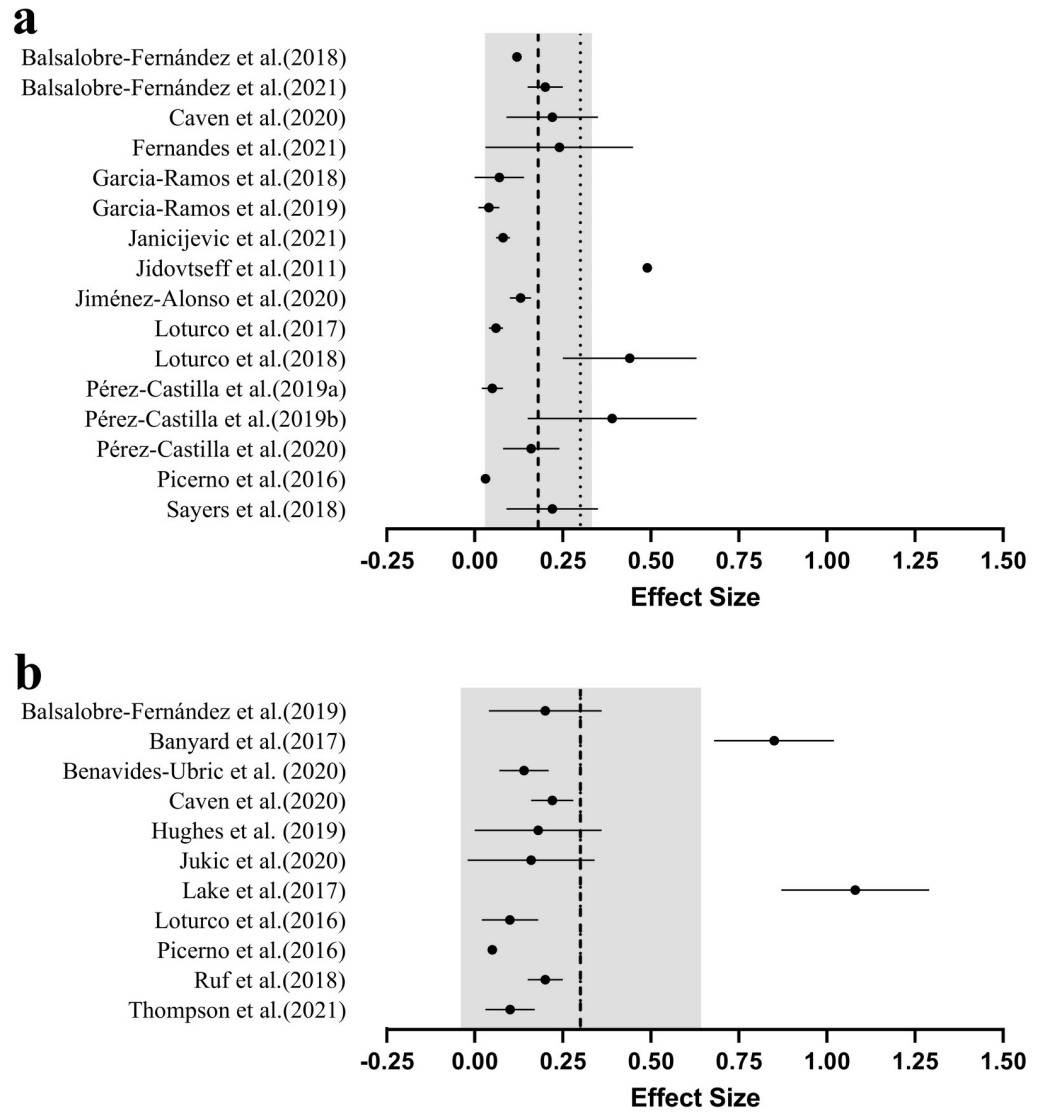 a
Balsalobre-Fernández et al.(2018)
Balsalobre-Fernández et al.(2021)
Caven et al.(2020)
Fernandes et al.(2021)
Garcia-Ramos et al.(2018)
Garcia-Ramos et al.(2019)
Janicijevic et al.(2021)
Jidovtseff et al.(2011)
Jiménez-Alonso et al.(2020)
Loturco et al.(2017)
Loturco et al.(2018)
Pérez-Castilla et al.(2019a)
Pérez-Castilla et al.(2019b)
Pérez-Castilla et al.(2020)
Picerno et al.(2016)
Sayers et al.(2018)
-0.25 0.00 0.25 0.50 0.75 1.00 1.25 1.50
Effect Size
b
Balsalobre-Fernández et al.(2019)
Banyard et al.(2017)
Benavides-Ubric et al. (2020)
Caven et al.(2020)
Hughes et al. (2019)
Jukic et al.(2020)
Lake et al.(2017)
Loturco et al.(2016)
Picerno et al.(2016)
Ruf et al.(2018)
Thompson et al.(2021)
-0.25 0.00 0.25 0.50 0.75 1.00 1.25 1.50
Effect Size